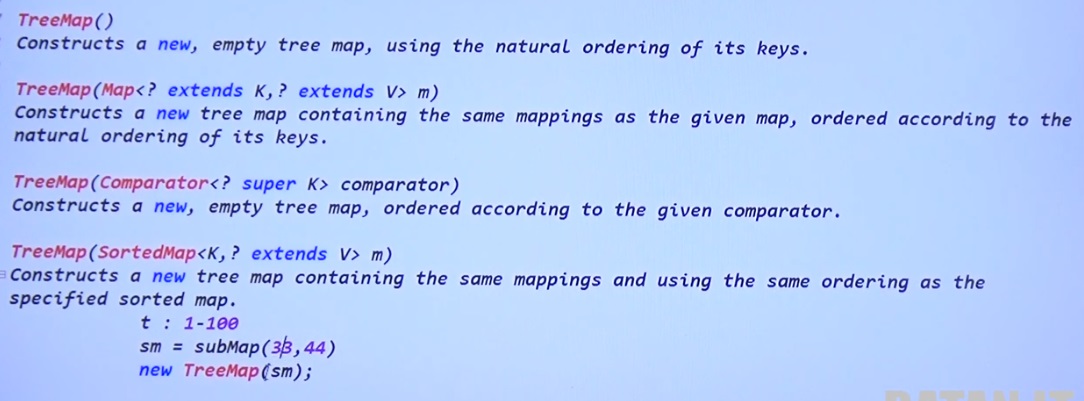 TreeMap()
Constructs a new, empty tree map, using the natural ordering of its keys.
TreeMap(Map<? extends K,? extends V> m)
Constructs a new tree map containing the same mappings as the given map, ordered according to the
natural ordering of its keys.
TreeMap(Comparator<? super K> comparator)
Constructs a new, empty tree map, ordered according to the given comparator.
TreeMap(SortedMap<K,? extends V> m)
Constructs a new tree map containing the same mappings and using the same ordering as the
specified sorted map.
t : 1-100
sm = subMap(33,44)
new TreeMap(sm);